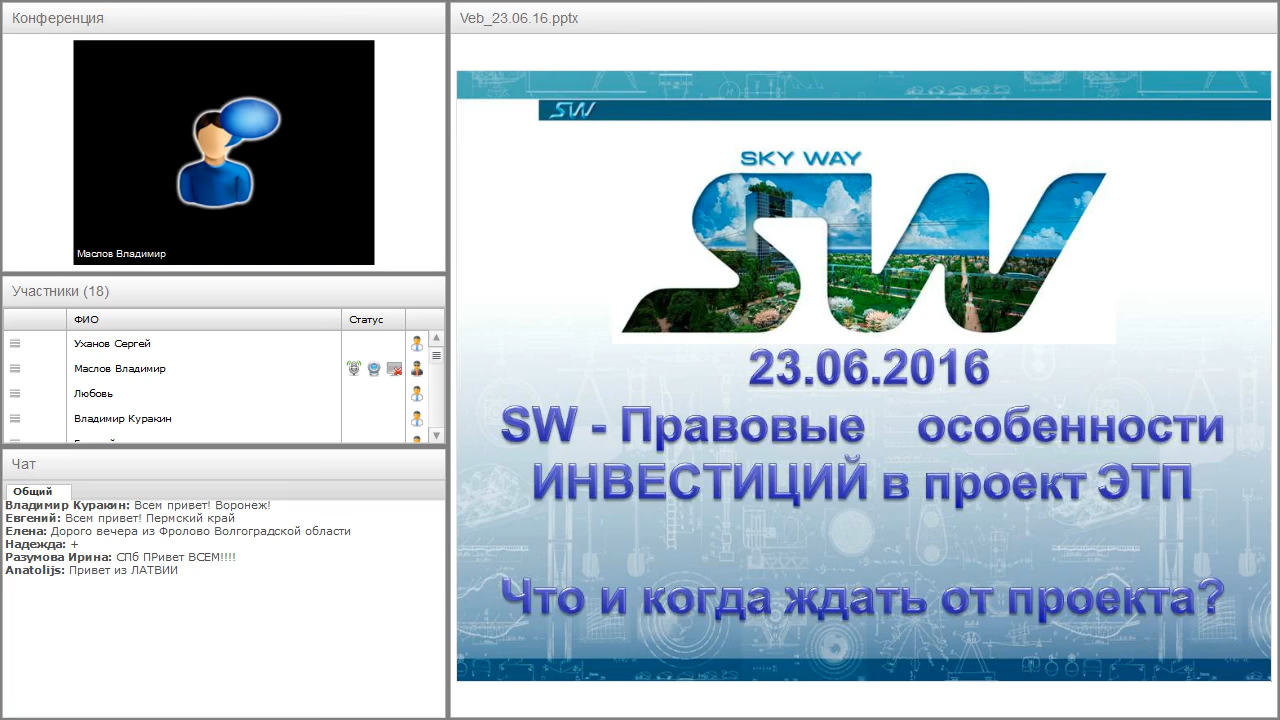 Конференция
Маслов Владимир
Участники (18)
ФИО Статус
Уханов Сергей
Маслов Владимир
Любовь
Владимир Куракин
Чат
Общий
Владимир Куракин: Всем привет! Воронеж!
Евгений: Всем привет! Пермский край
Елена: Дорого вечера из Фролово Волгоградской области
Надежда: +
Разумова Ирина: СПб ПРивет ВСЕМ!!!!
Anatolijs: Привет из ЛАТВИИ
Veb_23.06.16.pptx
SW
SKY WAY
SW
23.06.2016
SW - Правовые особенности
ИНВЕСТИЦИЙ в проект ЭТП
Что и когда ждать от проекта?